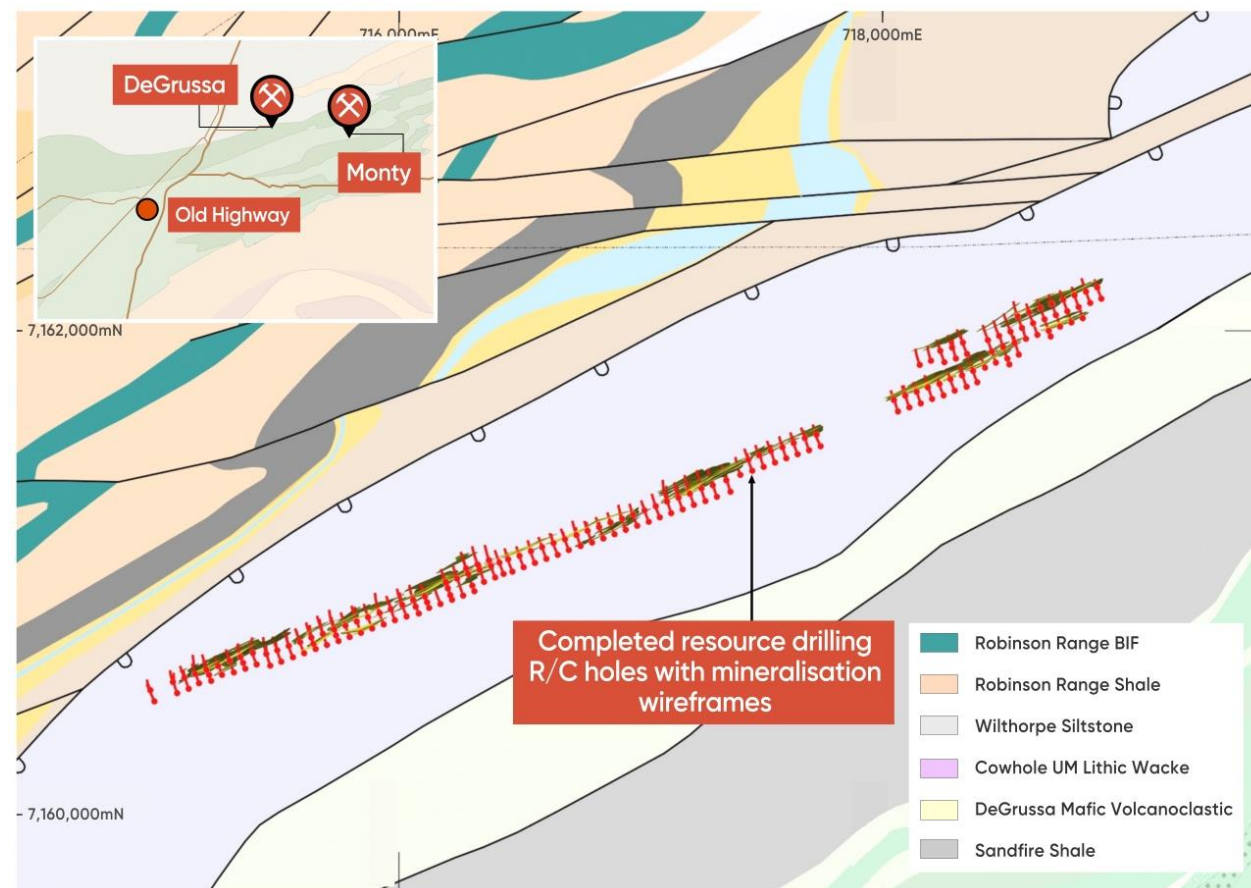 716,000mE
718,000mE
DeGrussa
Monty
Old Highway
7,162,000mN
Completed resource drilling
R/C holes with mineralisation
wireframes
7,160,000mN
Robinson Range BIF
Robinson Range Shale
Wilthorpe Siltstone
Cowhole UM Lithic Wacke
DeGrussa Mafic Volcanoclastic
Sandfire Shale